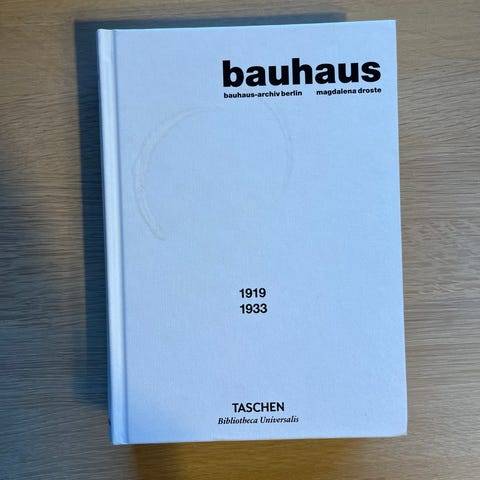 bauhaus
bauhaus-archiv berlin magdalena droste
1919
1933
TASCHEN
Bibliotheca Universalis